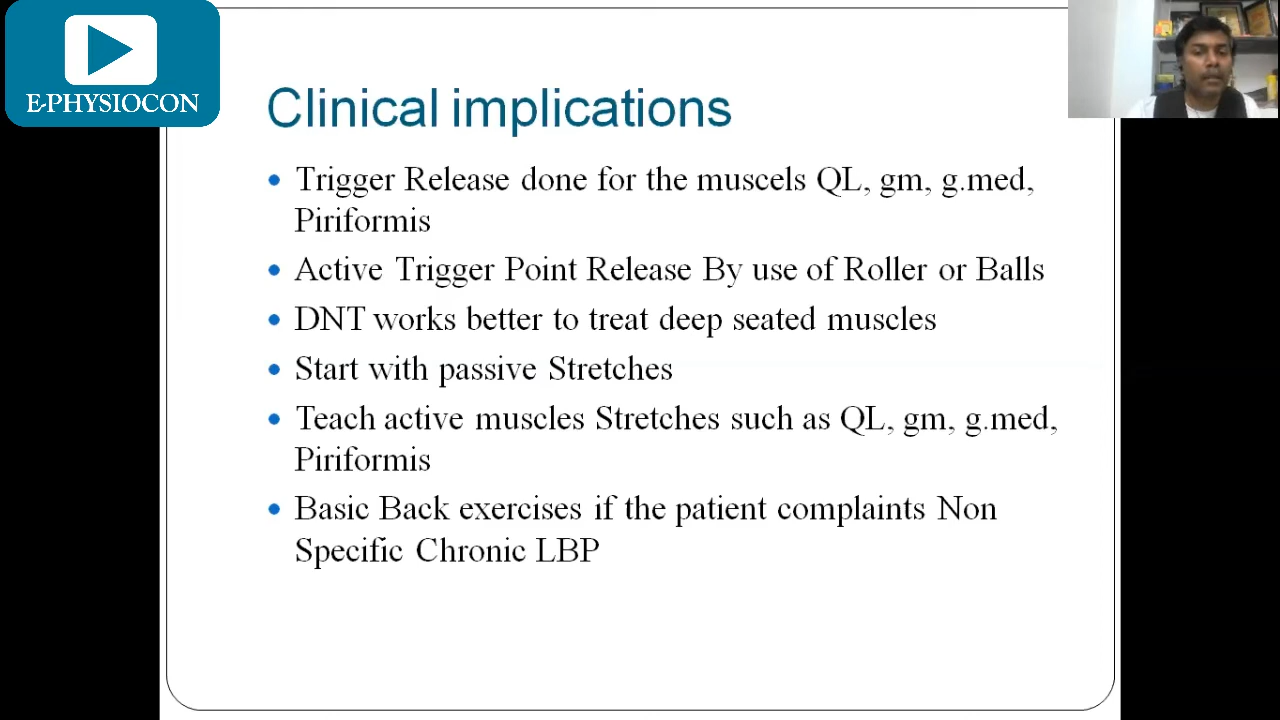 E-PHYSIOCON
Clinical implications
• Trigger Release done for the muscels QL, gm, g.med,
Piriformis
• Active Trigger Point Release By use of Roller or Balls
• DNT works better to treat deep seated muscles
• Start with passive Stretches
• Teach active muscles Stretches such as QL, gm, g.med,
Piriformis
• Basic Back exercises if the patient complaints Non
Specific Chronic LBP